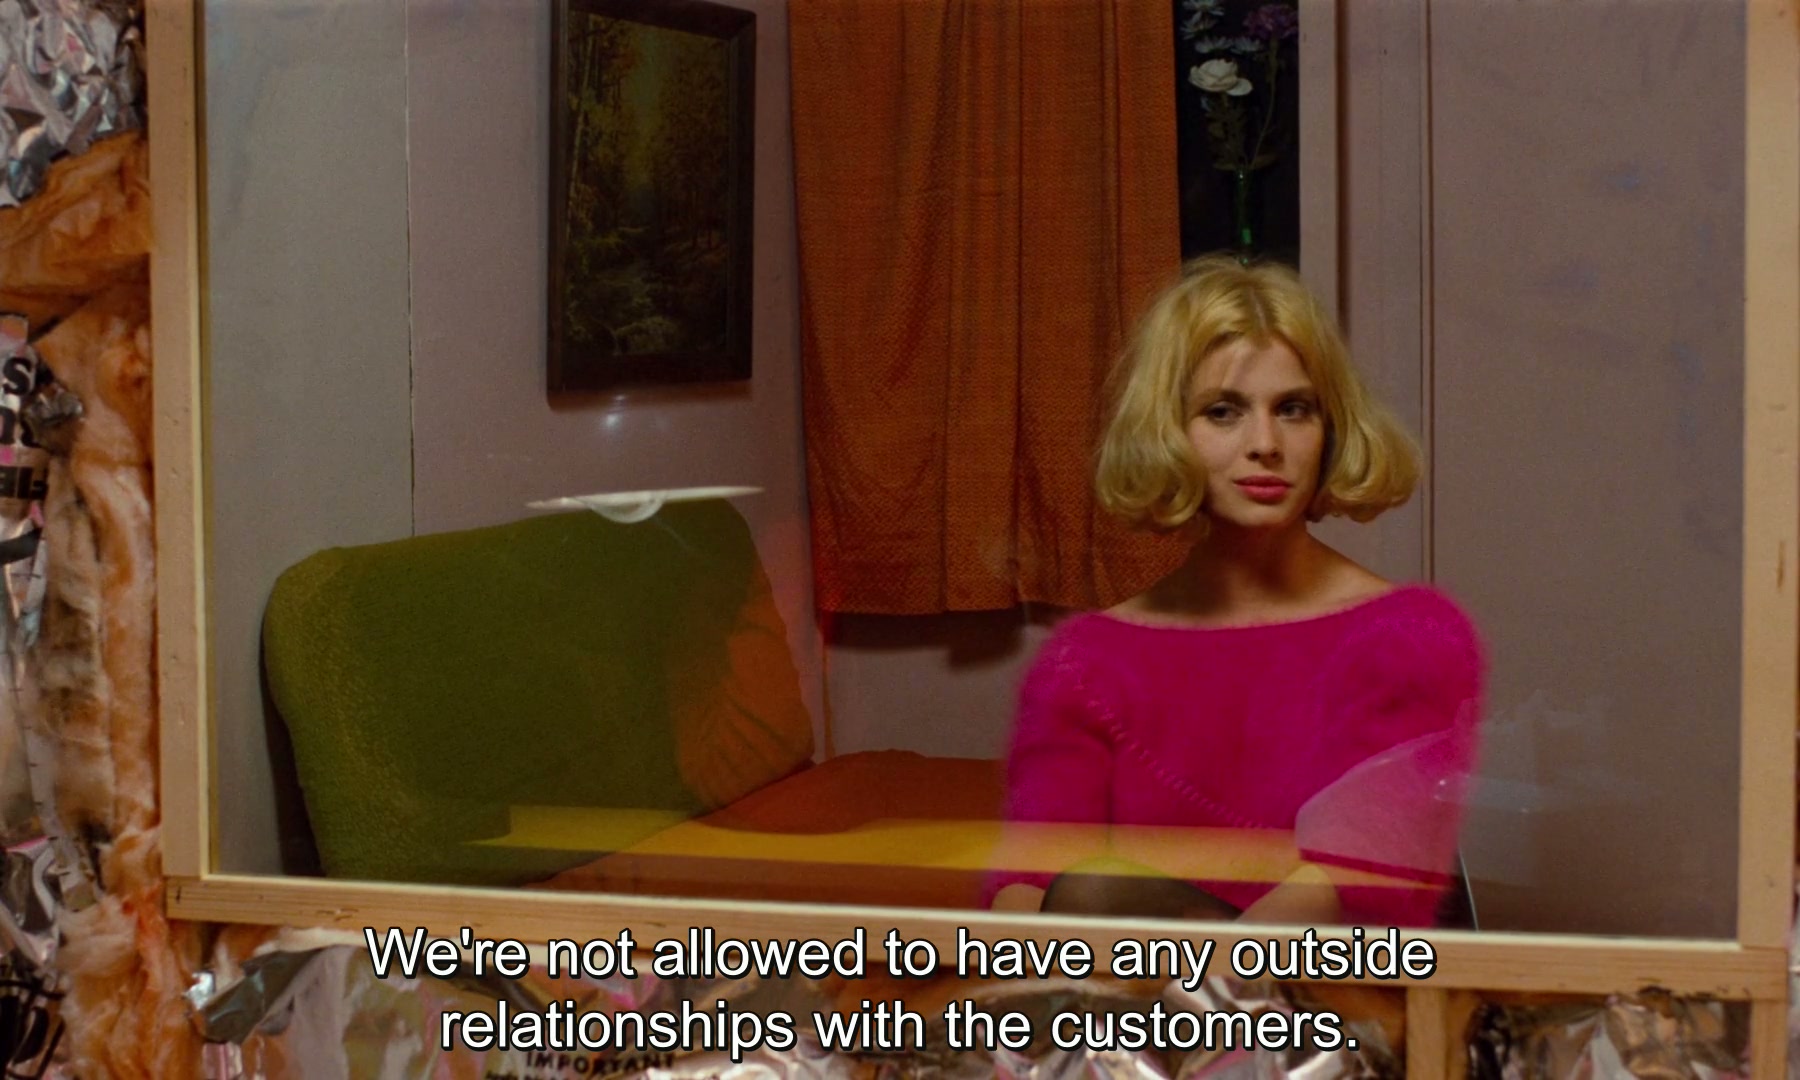 We're not allowed to have any outside
relationships with the customers.
IMPORTANT